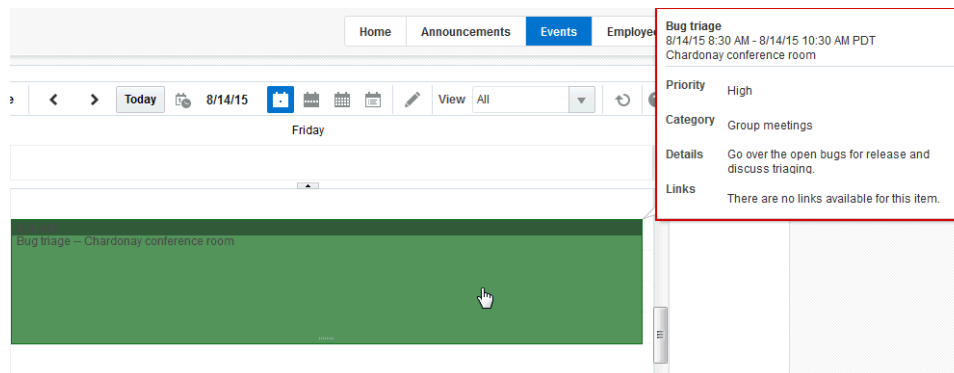 Home Announcements Events Employe
Bug triage
8/14/15 8:30 AM - 8/14/15 10:30 AM PDT
Chardonay conference room
Priority High
Category Group meetings
Details Go over the open bugs for release and
discuss triaging.
Links There are no links available for this item.
Today 8/14/15 View All
Friday
Bug triage -- Chardonay conference room